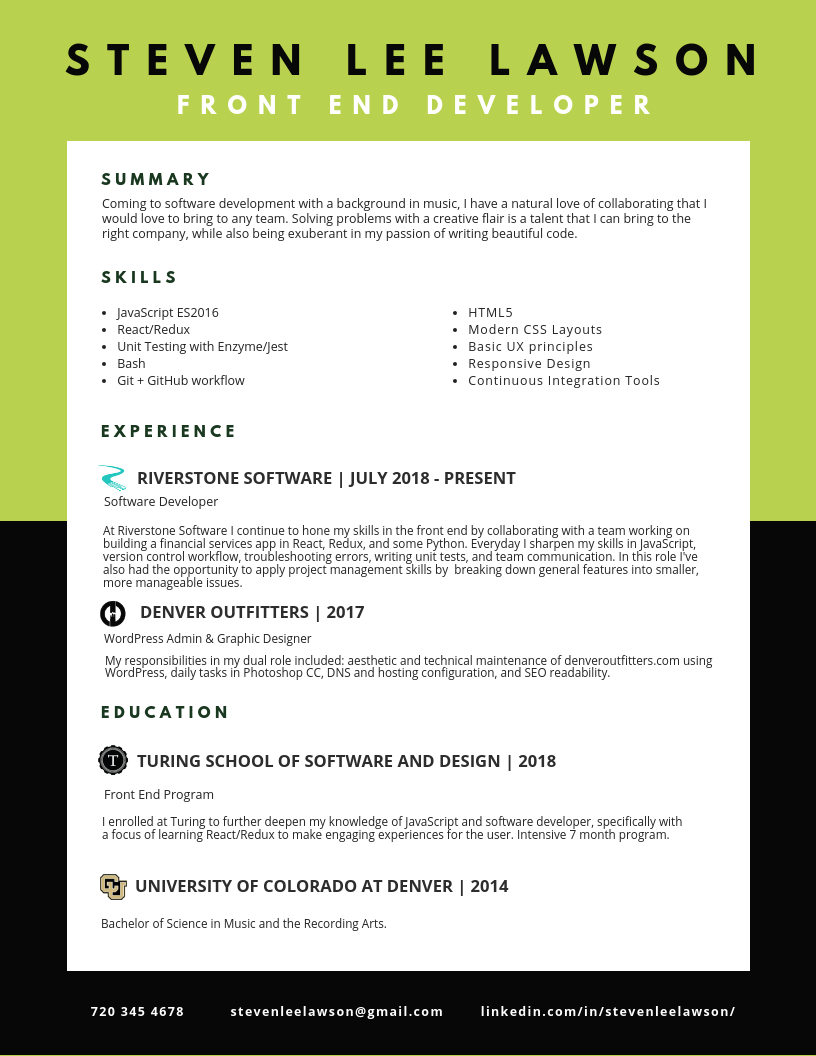 STEVEN LEE LAWSON
FRONT END DEVELOPER
SUMMARY
Coming to software development with a background in music, I have a natural love of collaborating that I
would love to bring to any team. Solving problems with a creative flair is a talent that I can bring to the
right company, while also being exuberant in my passion of writing beautiful code.
SKILLS
• JavaScript ES2016
• React/Redux
• Unit Testing with Enzyme/Jest
• Bash
• Git + GitHub workflow
• HTML5
• Modern CSS Layouts
• Basic UX principles
• Responsive Design
• Continuous Integration Tools
EXPERIENCE
RIVERSTONE SOFTWARE | JULY 2018 - PRESENT
Software Developer
At Riverstone Software I continue to hone my skills in the front end by collaborating with a team working on
building a financial services app in React, Redux, and some Python. Everyday I sharpen my skills in JavaScript,
version control workflow, troubleshooting errors, writing unit tests, and team communication. In this role I've
also had the opportunity to apply project management skills by breaking down general features into smaller,
more manageable issues.
DENVER OUTFITTERS | 2017
WordPress Admin & Graphic Designer
My responsibilities in my dual role included: aesthetic and technical maintenance of denveroutfitters.com using
WordPress, daily tasks in Photoshop CC, DNS and hosting configuration, and SEO readability.
EDUCATION
T
TURING SCHOOL OF SOFTWARE AND DESIGN | 2018
Front End Program
I enrolled at Turing to further deepen my knowledge of JavaScript and software developer, specifically with
a focus of learning React/Redux to make engaging experiences for the user. Intensive 7 month program.
CU
UNIVERSITY OF COLORADO AT DENVER | 2014
Bachelor of Science in Music and the Recording Arts.
720 345 4678 stevenleelawson@gmail.com linkedin.com/in/stevenleelawson/